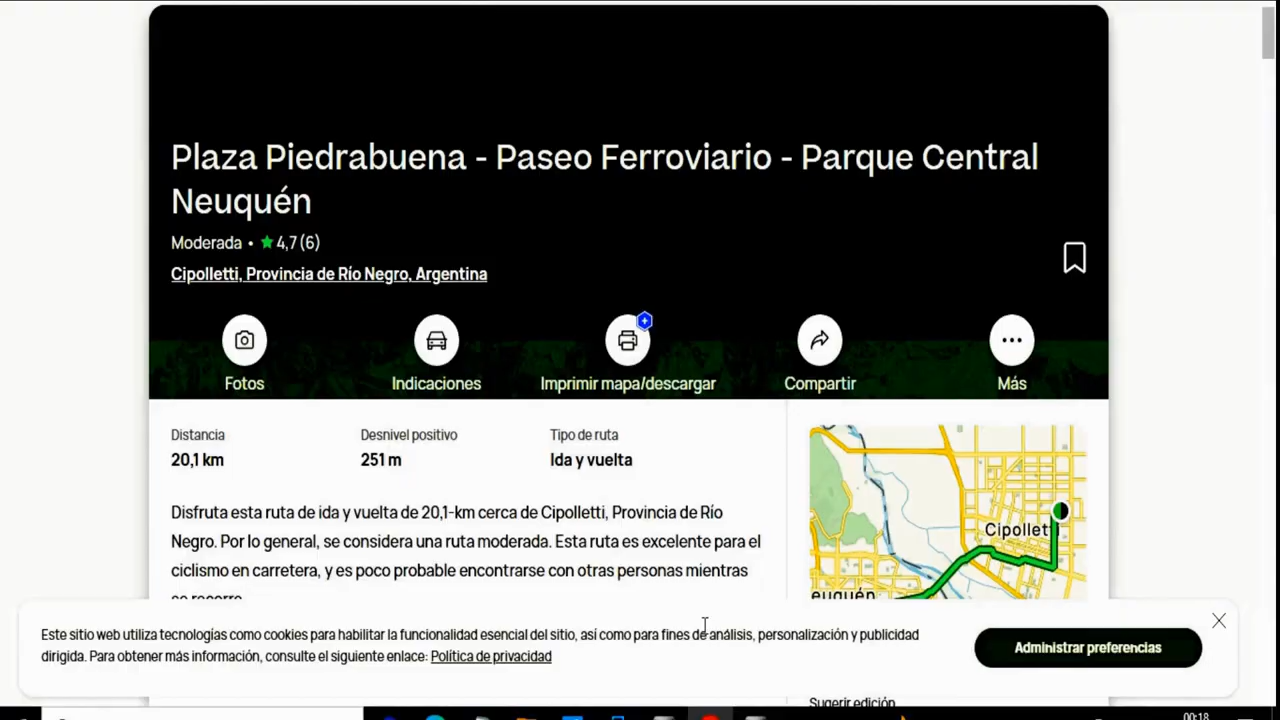 Plaza Piedrabuena - Paseo Ferroviario - Parque Central
Neuquén
Moderada • ★ 4,7 (6)
Cipolletti, Provincia de Río Negro, Argentina
Fotos
Indicaciones
Imprimir mapa/descargar
Compartir
Más
Distancia
20,1 km
Desnivel positivo
251 m
Tipo de ruta
Ida y vuelta
Disfruta esta ruta de ida y vuelta de 20,1-km cerca de Cipolletti, Provincia de Río
Negro. Por lo general, se considera una ruta moderada. Esta ruta es excelente para el
ciclismo en carretera, y es poco probable encontrarse con otras personas mientras
se recorre.
Cipolletti
euquén
Este sitio web utiliza tecnologías como cookies para habilitar la funcionalidad esencial del sitio, así como para fines de análisis, personalización y publicidad
dirigida. Para obtener más información, consulte el siguiente enlace: Política de privacidad
Administrar preferencias
Sugerir edición
00:18